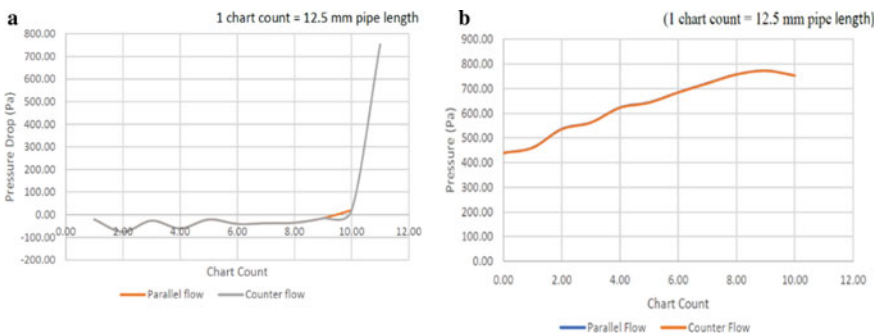 a
1 chart count = 12.5 mm pipe length
800.00
700.00
600.00
500.00
400.00
300.00
200.00
100.00
0.00
-100.00
-200.00
Pressure Drop (Pa)
0.00 2.00 4.00 6.00 8.00 10.00 12.00
Chart Count
Parallel flow Counter flow
b
(1 chart count = 12.5 mm pipe length)
900.00
800.00
700.00
600.00
500.00
400.00
300.00
200.00
100.00
0.00
Pressure (Pa)
0.00 2.00 4.00 6.00 8.00 10.00 12.00
Chart Count
Parallel Flow Counter Flow